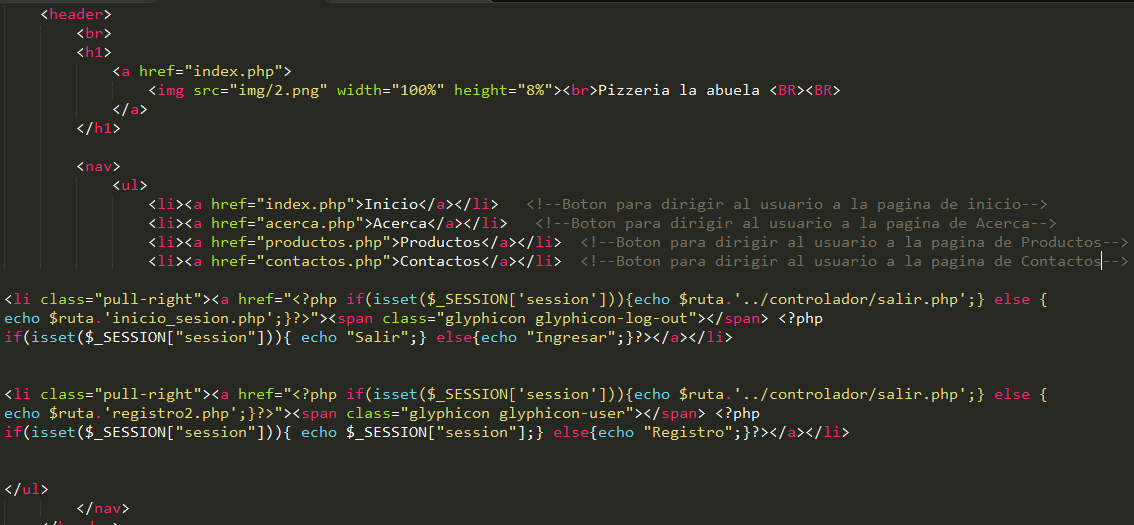 <header>
<br>
<h1>
<a href="index.php">
<img src="img/2.png" width="100%" height="8%"><br>Pizzeria la abuela <BR><BR>
</a>
</h1>
<nav>
<ul>
<li><a href="index.php">Inicio</a></li> <!--Boton para dirigir al usuario a la pagina de inicio-->
<li><a href="acerca.php">Acerca</a></li> <!--Boton para dirigir al usuario a la pagina de Acerca-->
<li><a href="productos.php">Productos</a></li> <!--Boton para dirigir al usuario a la pagina de Productos-->
<li><a href="contactos.php">Contactos</a></li> <!--Boton para dirigir al usuario a la pagina de Contactos-->
<li class="pull-right"><a href="<?php if(isset($_SESSION['session'])){echo $ruta.'../controlador/salir.php';} else {
echo $ruta.'inicio_sesion.php';}?>"><span class="glyphicon glyphicon-log-out"></span> <?php
if(isset($_SESSION["session"])){ echo "Salir";} else{echo "Ingresar";}?></a></li>
<li class="pull-right"><a href="<?php if(isset($_SESSION['session'])){echo $ruta.'../controlador/salir.php';} else {
echo $ruta.'registro2.php';}?>"><span class="glyphicon glyphicon-user"></span> <?php
if(isset($_SESSION["session"])){ echo $_SESSION["session"];} else{echo "Registro";}?></a></li>
</ul>
</nav>